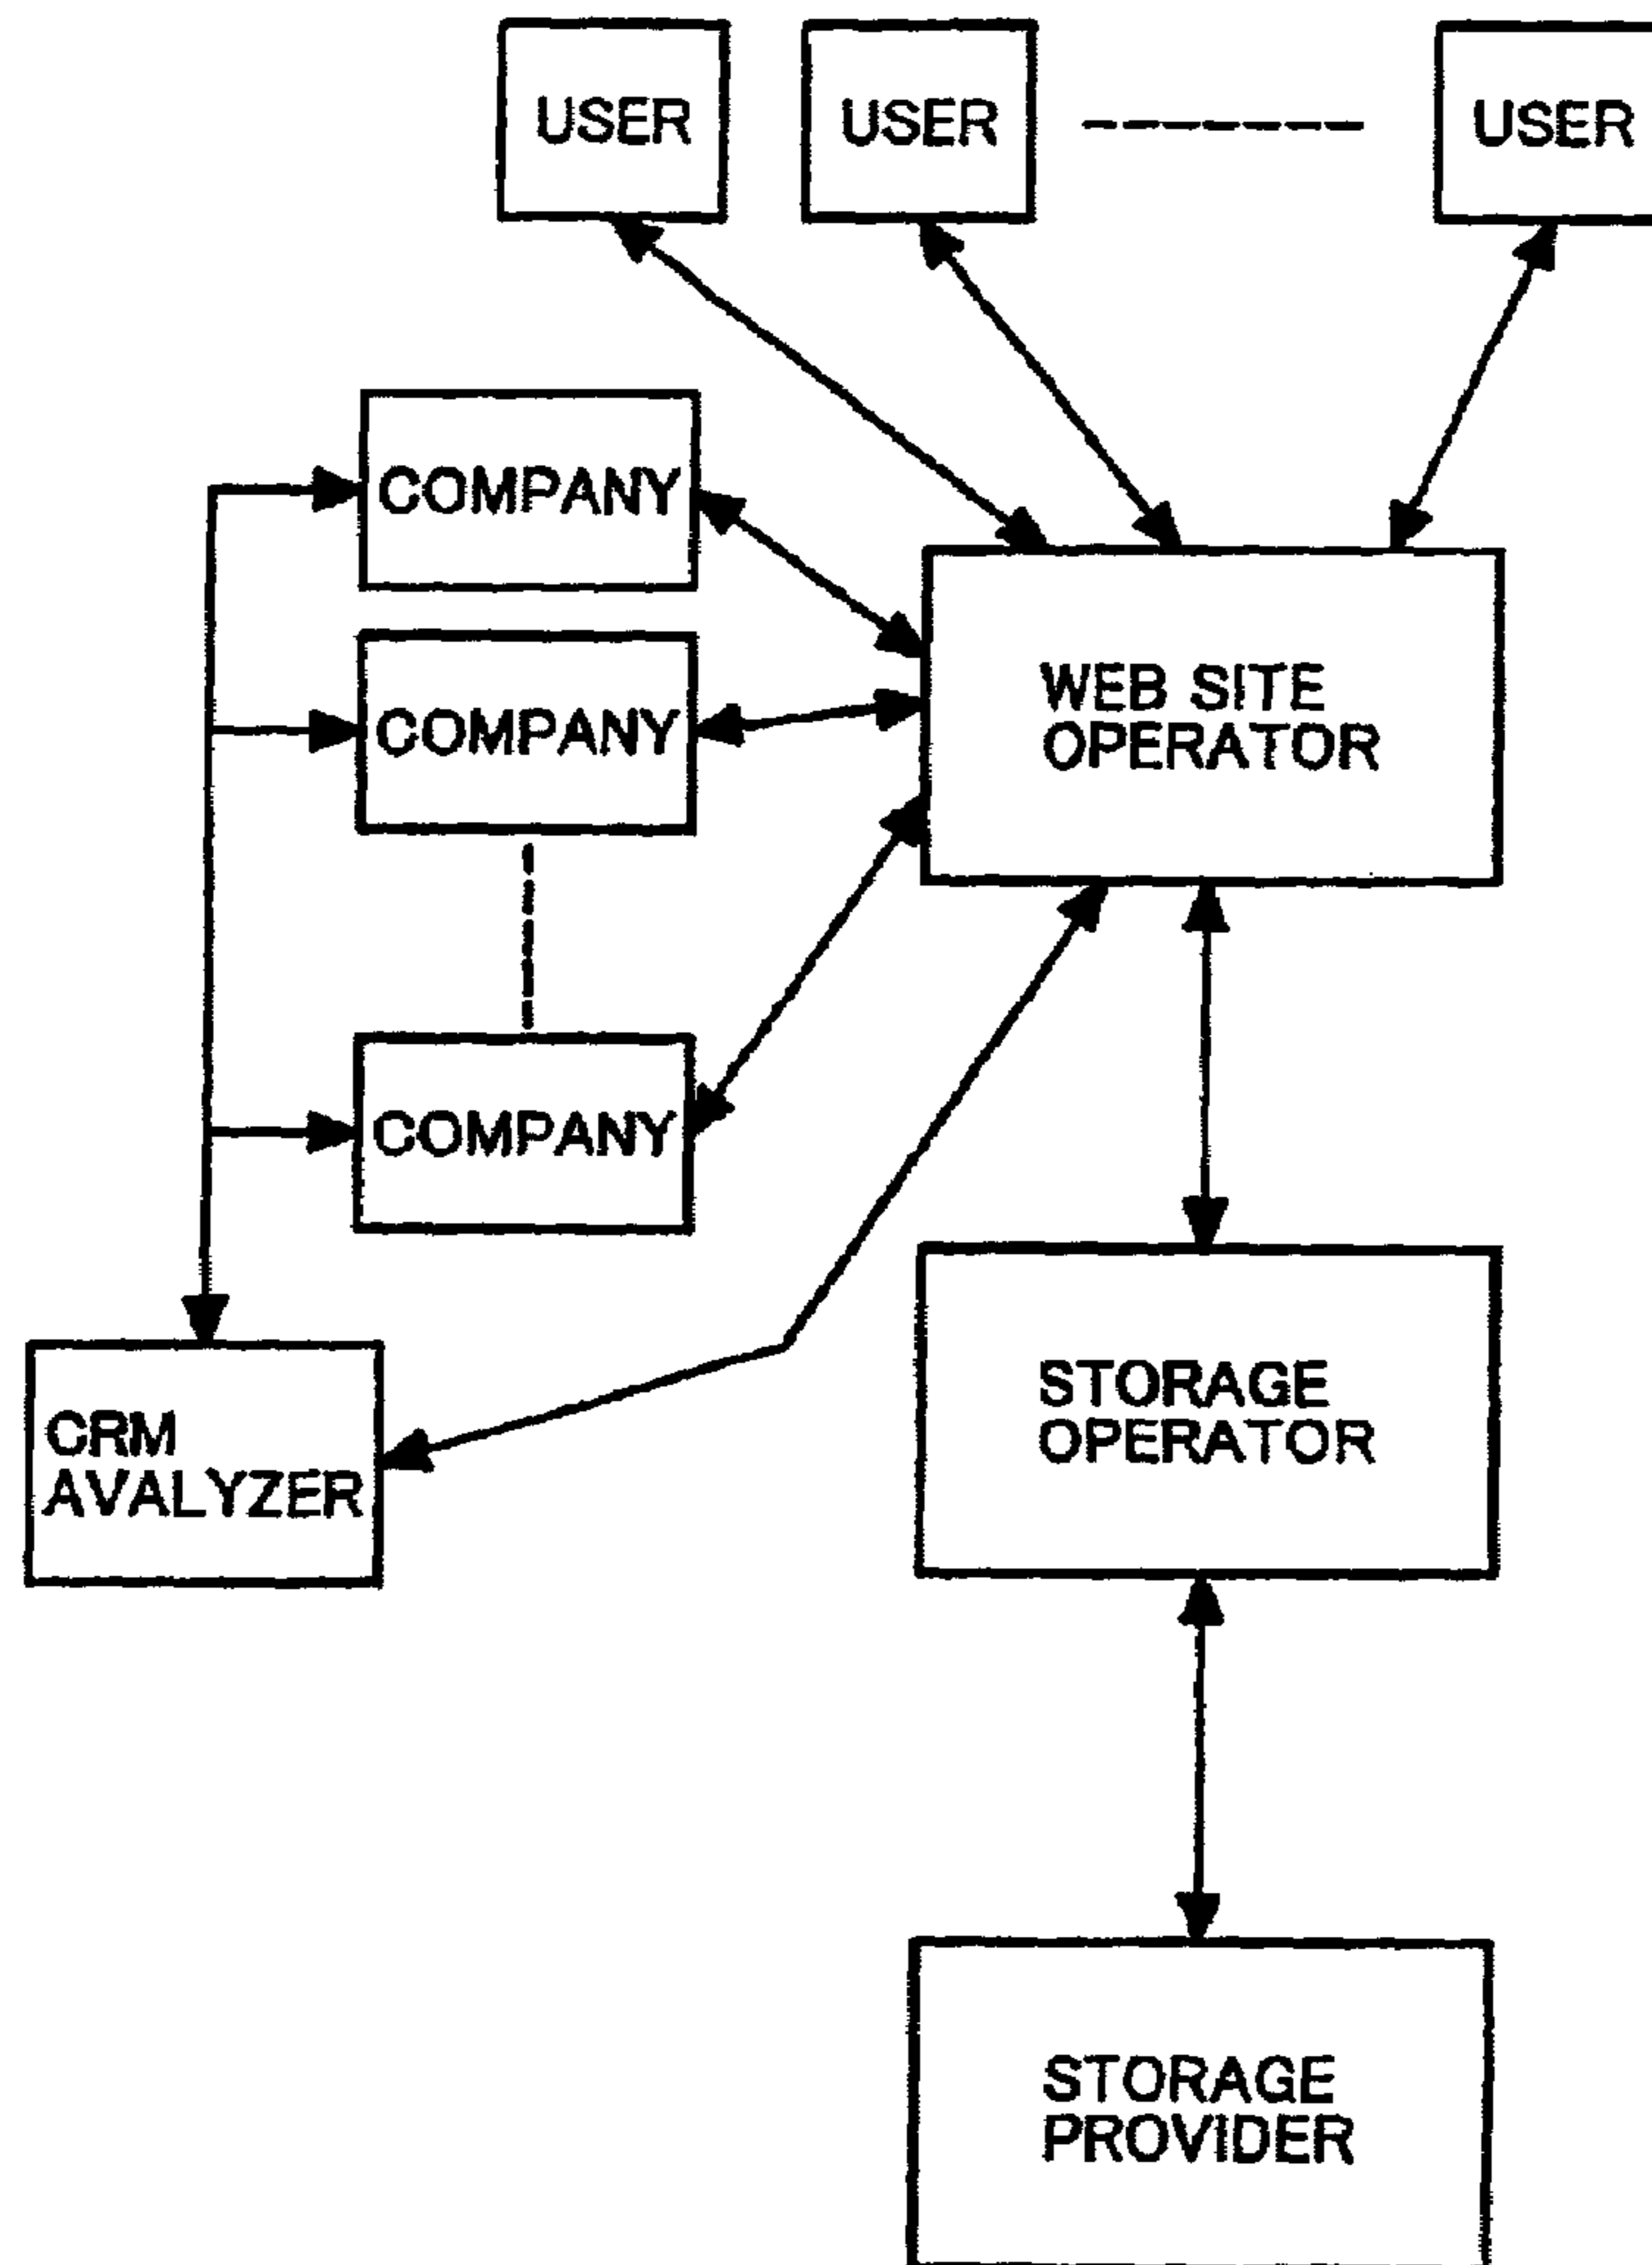 USER
USER
USER
COMPANY
COMPANY
WEB SITE
OPERATOR
COMPANY
STORAGE
OPERATOR
CRM
AVALYZER
STORAGE
PROVIDER